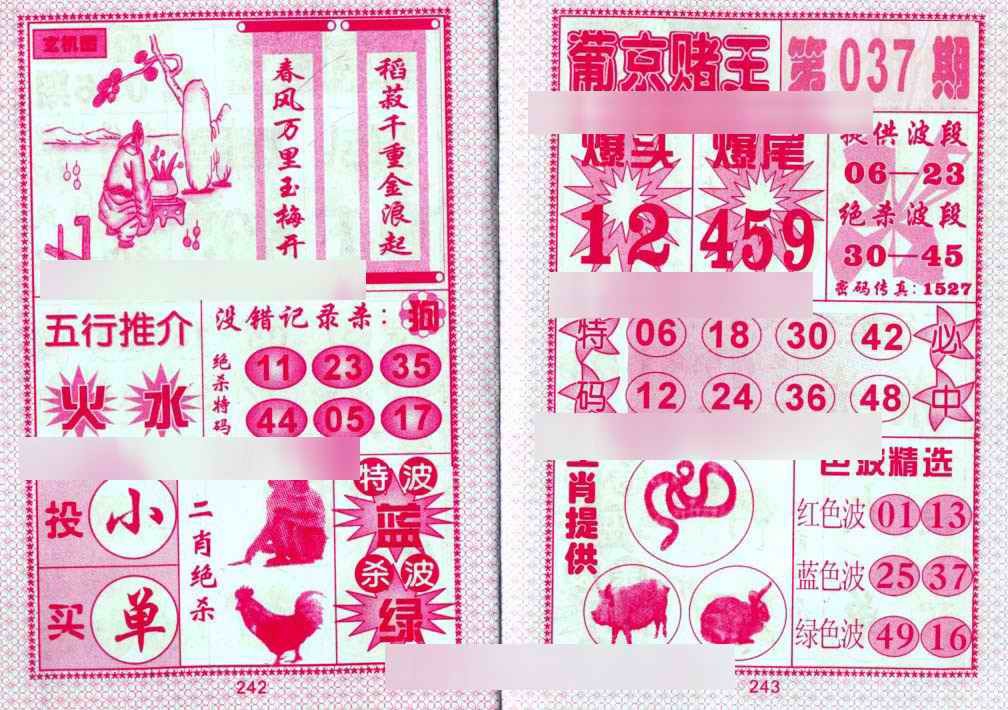 玄机图
稻菽千重金浪起
春风万里玉梅开
五行推介
火 水
没错记录杀：狗
绝杀特码
11 23 35
44 05 17
投 小
买 单
二肖绝杀
特波
蓝
杀波
绿
242
葡京赌王
第037期
爆头
12
爆尾
459
提供波段
06—23
绝杀波段
30—45
密码传真：1527
特码
06 18 30 42
12 24 36 48
必中
肖提供
色波精选
红色波 01 13
蓝色波 25 37
绿色波 49 16
243